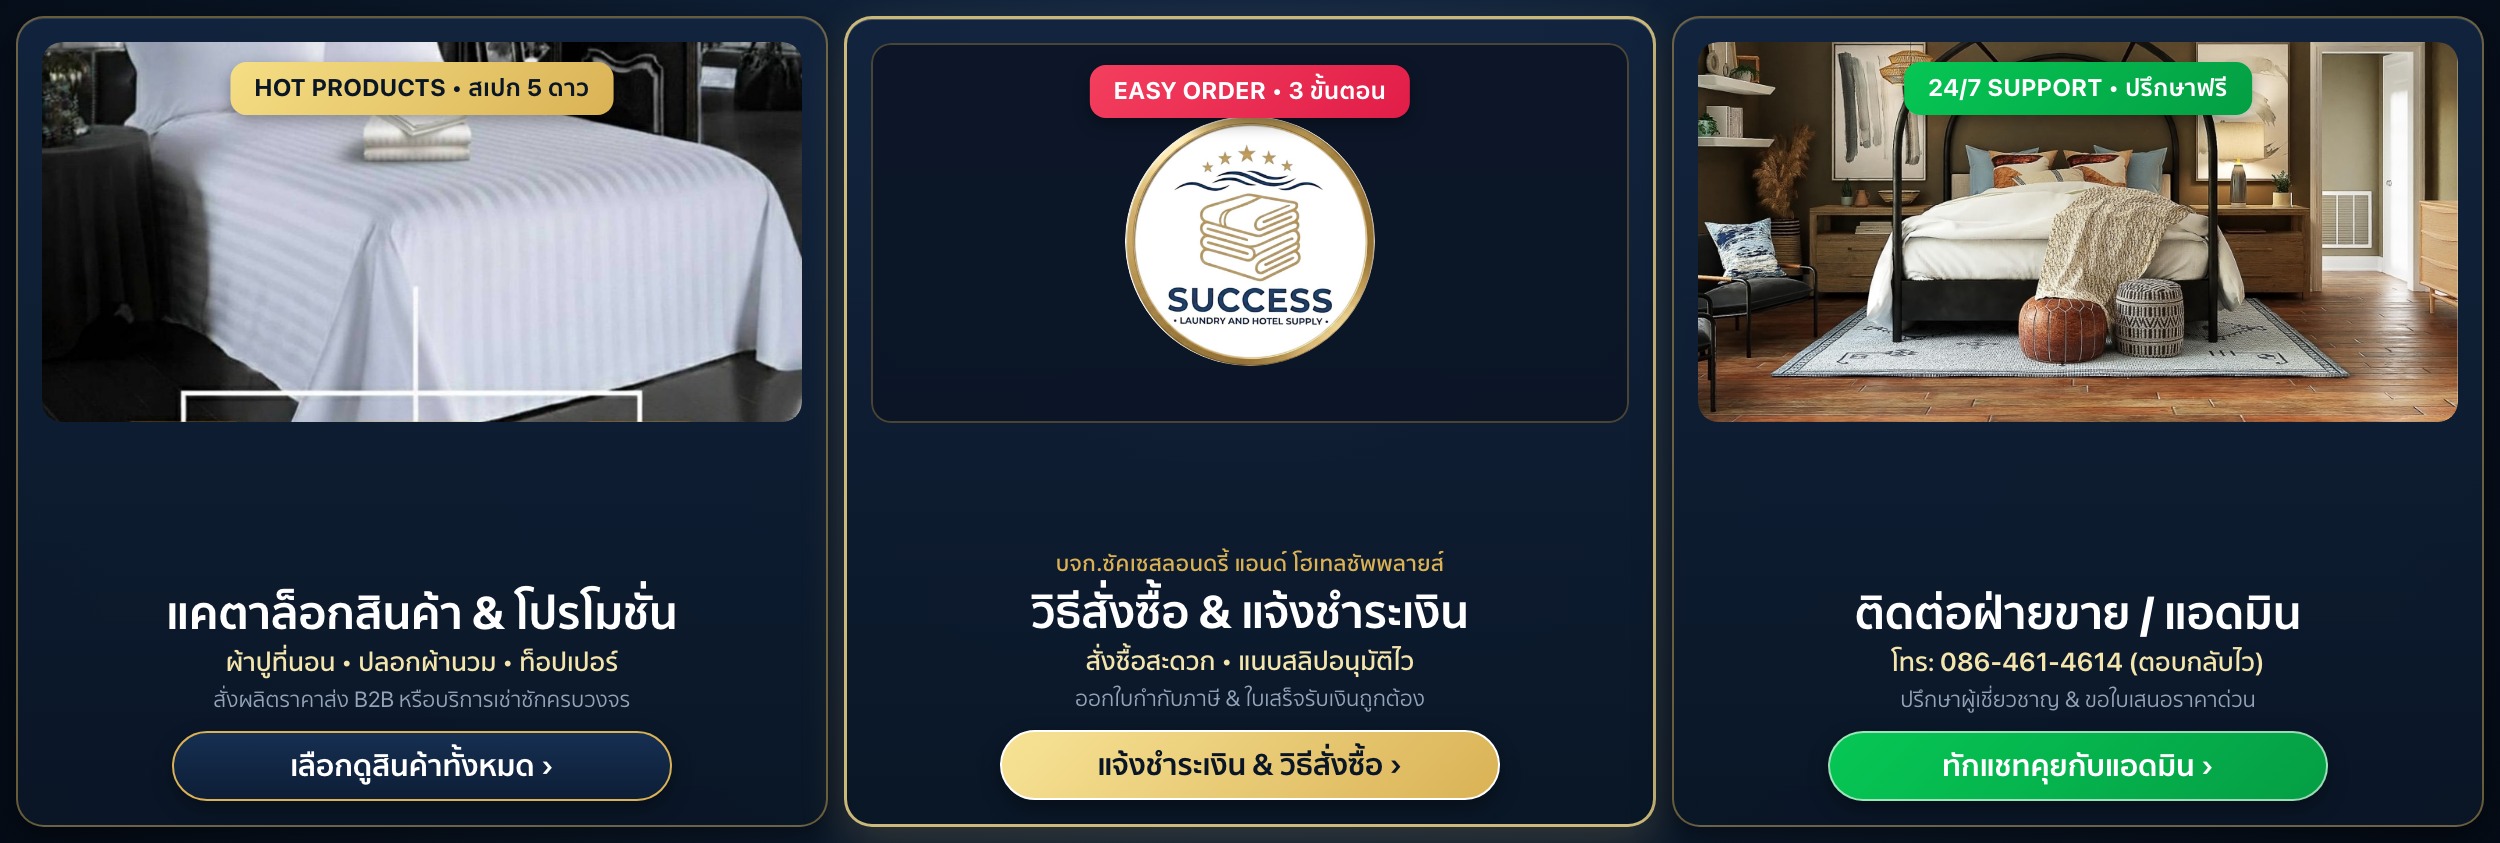 HOT PRODUCTS • สเปก 5 ดาว
แคตาล็อกสินค้า & โปรโมชั่น
ผ้าปูที่นอน • ปลอกผ้านวม • ท็อปเปอร์
สั่งผลิตราคาส่ง B2B หรือบริการเช่าซักครบวงจร
เลือกดูสินค้าทั้งหมด ›
EASY ORDER • 3 ขั้นตอน
SUCCESS
• LAUNDRY AND HOTEL SUPPLY •
บจก.ซัคเซสลอนดรี้ แอนด์ โฮเทลซัพพลายส์
วิธีสั่งซื้อ & แจ้งชำระเงิน
สั่งซื้อสะดวก • แนบสลิปอนุมัติไว
ออกใบกำกับภาษี & ใบเสร็จรับเงินถูกต้อง
แจ้งชำระเงิน & วิธีสั่งซื้อ ›
24/7 SUPPORT • ปรึกษาฟรี
ติดต่อฝ่ายขาย / แอดมิน
โทร: 086-461-4614 (ตอบกลับไว)
ปรึกษาผู้เชี่ยวชาญ & ขอใบเสนอราคาด่วน
ทักแชทคุยกับแอดมิน ›